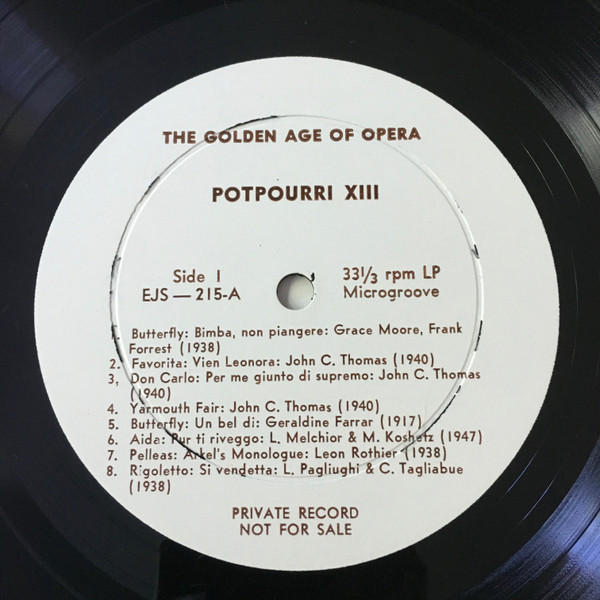 THE GOLDEN AGE OF OPERA
POTPOURRI XIII
Side 1
EJS — 215-A
33 1/3 rpm LP
Microgroove
Butterfly: Bimba, non piangere: Grace Moore, Frank
Forrest (1938)
2. Favorita: Vien Leonora: John C. Thomas (1940)
3, Don Carlo: Per me giunto di supremo: John C. Thomas
(1940)
4. Yarmouth Fair: John C. Thomas (1940)
5. Butterfly: Un bel di: Geraldine Farrar (1917)
6. Aida: Pur ti riveggo: L. Melchior & M. Koshetz (1947)
7. Pelleas: Arkel's Monologue: Leon Rothier (1938)
8. Rigoletto: Si vendetta: L. Pagliughi & C. Tagliabue
(1938)
PRIVATE RECORD
NOT FOR SALE